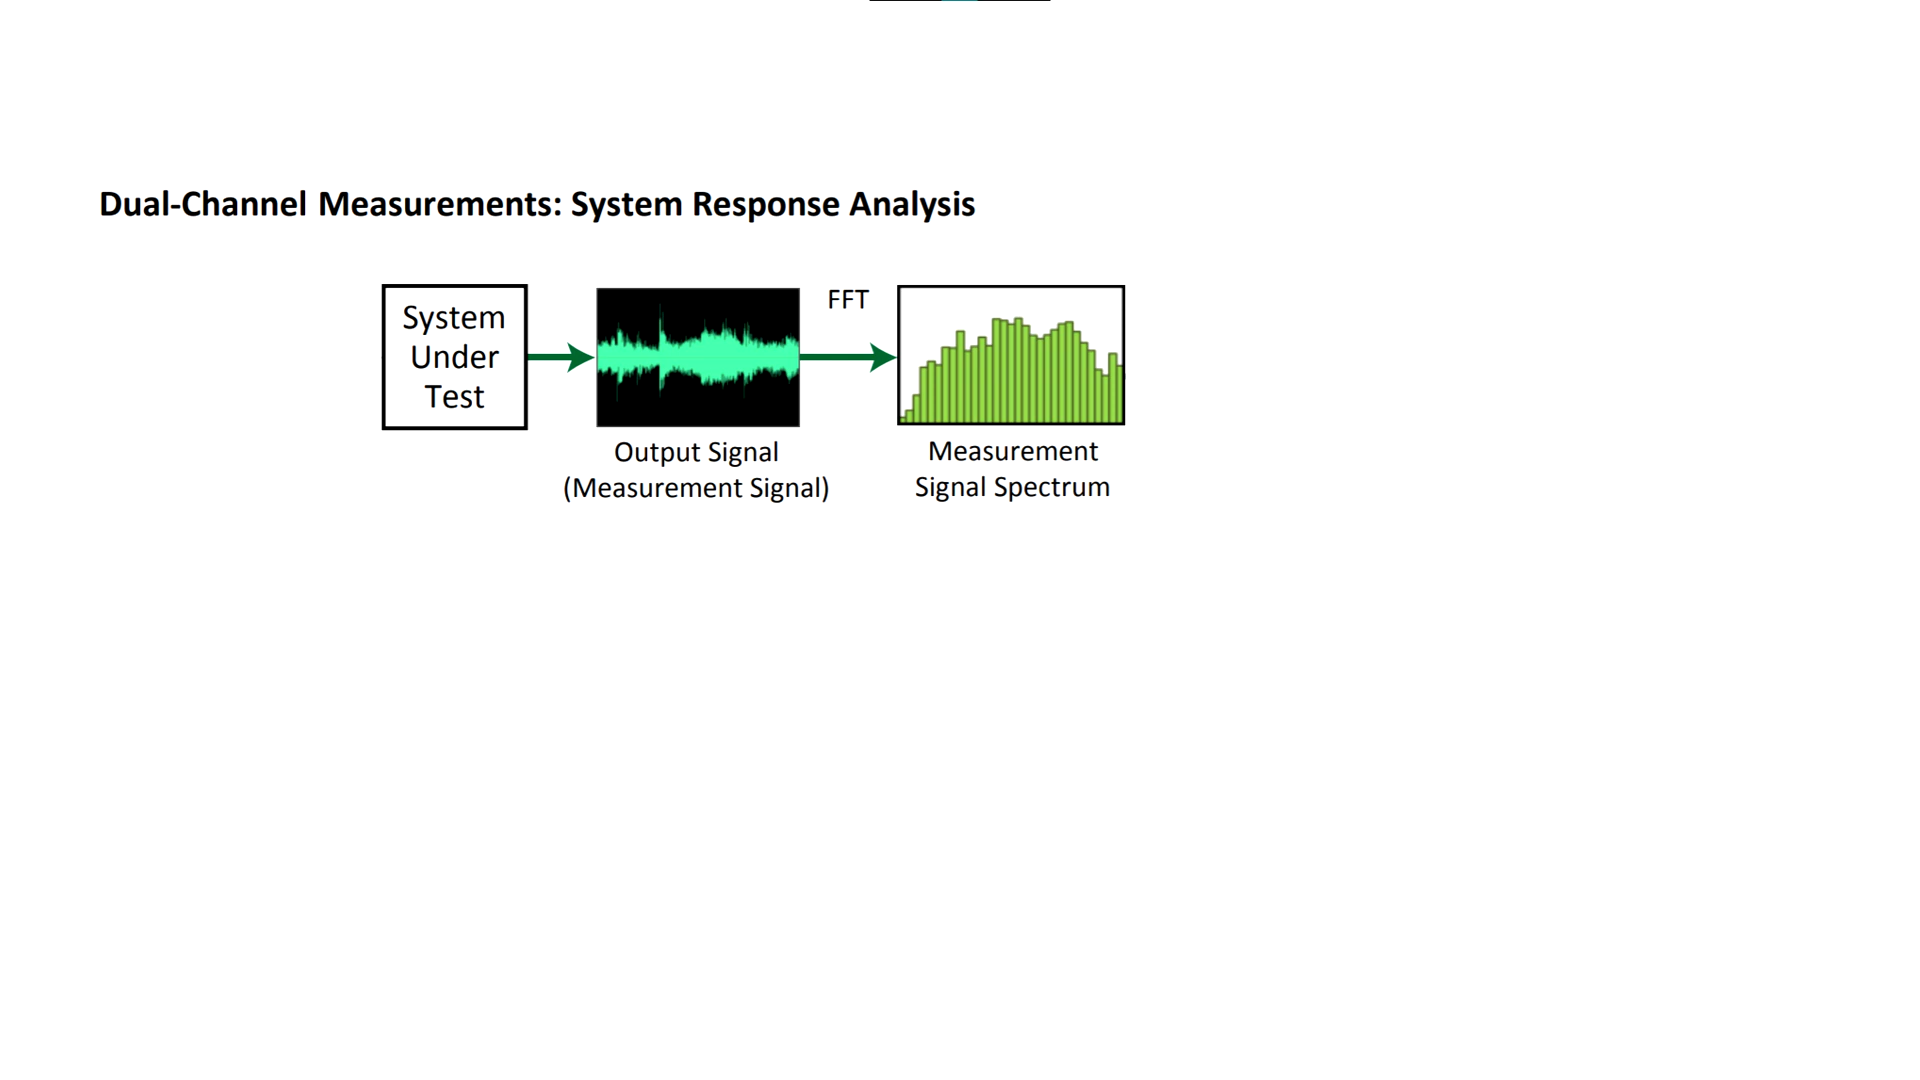 Dual-Channel Measurements: System Response Analysis
System
Under
Test
FFT
Output Signal
(Measurement Signal)
Measurement
Signal Spectrum